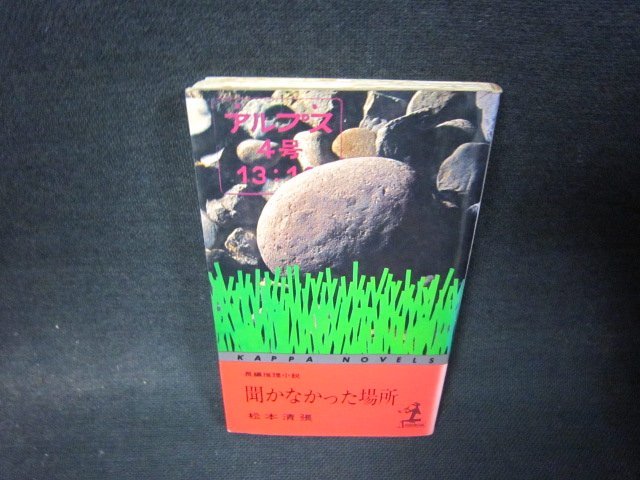 アルプス
4号
13:1
KAPPA NOVELS
長編推理小説
聞かなかった場所
松本清張